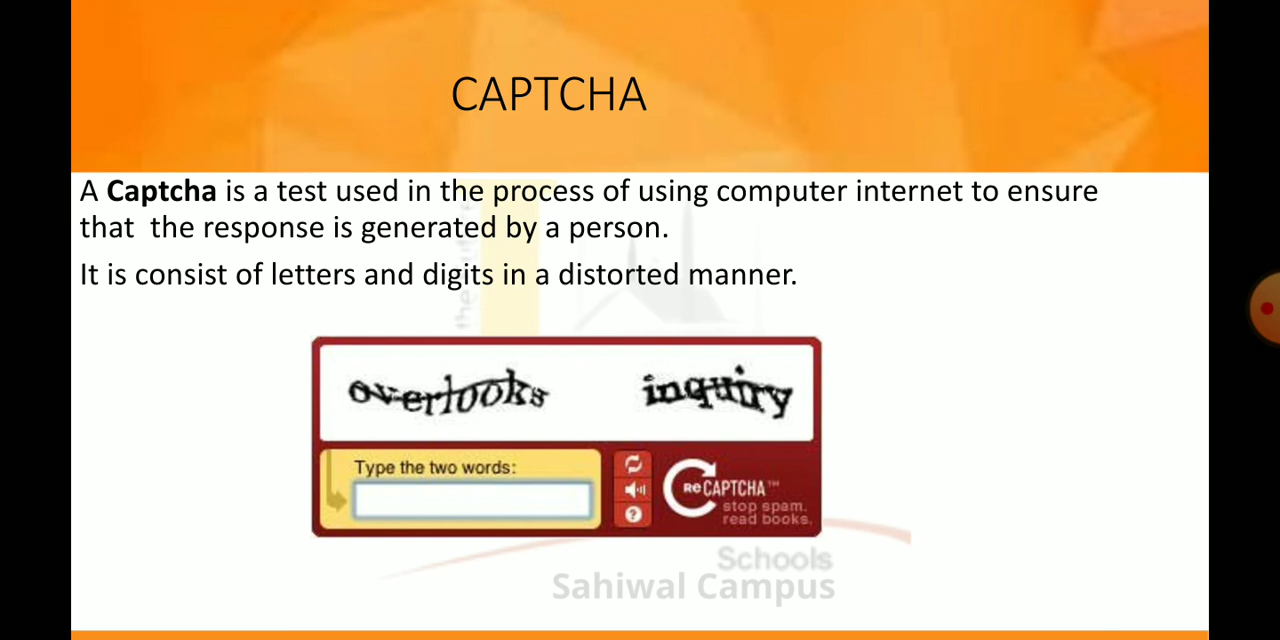 CAPTCHA
A Captcha is a test used in the process of using computer internet to ensure
that the response is generated by a person.
It is consist of letters and digits in a distorted manner.
overlooks inquiry
Type the two words:
ReCAPTCHA™
stop spam.
read books.
Schools
Sahiwal Campus